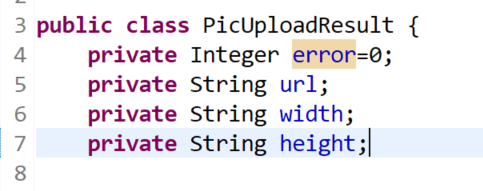 3 public class PicUploadResult {
4     private Integer error=0;
5     private String url;
6     private String width;
7     private String height;
8